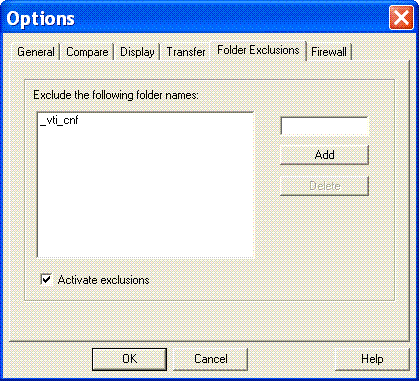 Options
General Compare Display Transfer Folder Exclusions Firewall
Exclude the following folder names:
_vti_cnf
Add
Delete
Activate exclusions
OK Cancel Help